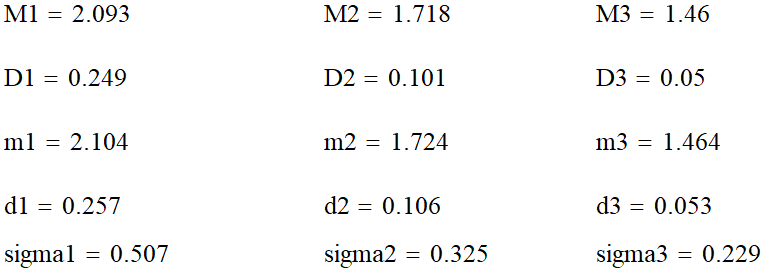 M1 = 2.093 M2 = 1.718 M3 = 1.46
D1 = 0.249 D2 = 0.101 D3 = 0.05
m1 = 2.104 m2 = 1.724 m3 = 1.464
d1 = 0.257 d2 = 0.106 d3 = 0.053
sigma1 = 0.507 sigma2 = 0.325 sigma3 = 0.229